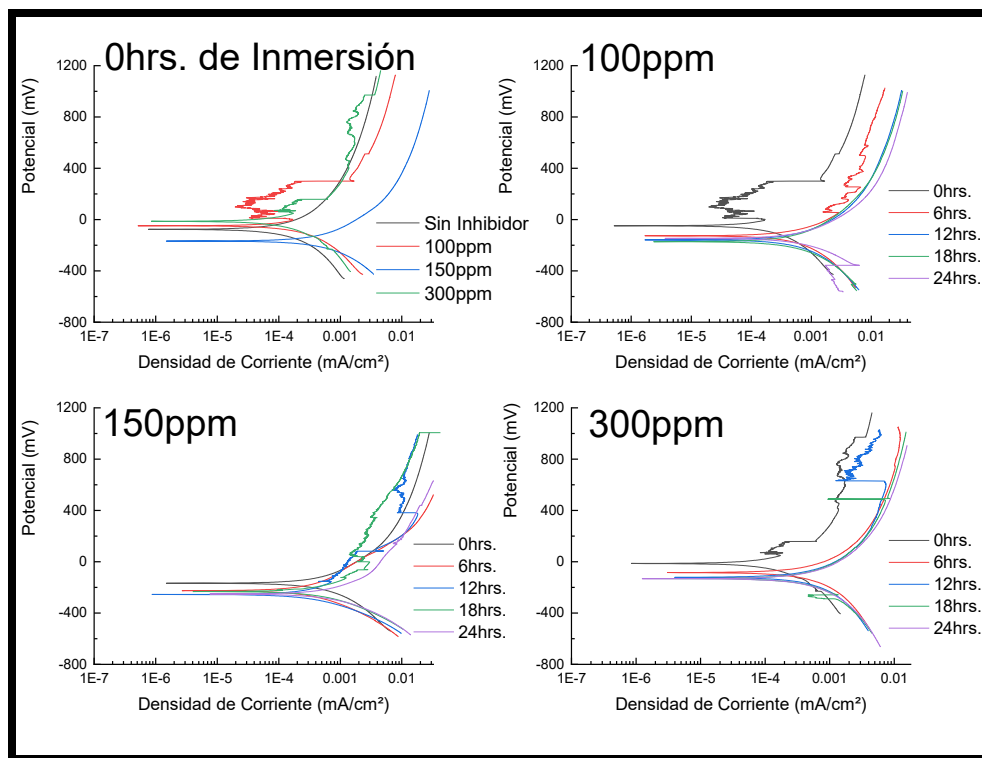 0hrs. de Inmersión
1200
800
400
0
-400
-800
Potencial (mV)
1E-7 1E-6 1E-5 1E-4 0.001 0.01
Densidad de Corriente (mA/cm²)
Sin Inhibidor
100ppm
150ppm
300ppm
100ppm
1200
800
400
0
-400
-800
Potencial (mV)
1E-7 1E-6 1E-5 1E-4 0.001 0.01
Densidad de Corriente (mA/cm²)
0hrs.
6hrs.
12hrs.
18hrs.
24hrs.
150ppm
1200
800
400
0
-400
-800
Potencial (mV)
1E-7 1E-6 1E-5 1E-4 0.001 0.01
Densidad de Corriente (mA/cm²)
0hrs.
6hrs.
12hrs.
18hrs.
24hrs.
300ppm
1200
800
400
0
-400
-800
Potencial (mV)
1E-7 1E-6 1E-5 1E-4 0.001 0.01
Densidad de Corriente (mA/cm²)
0hrs.
6hrs.
12hrs.
18hrs.
24hrs.